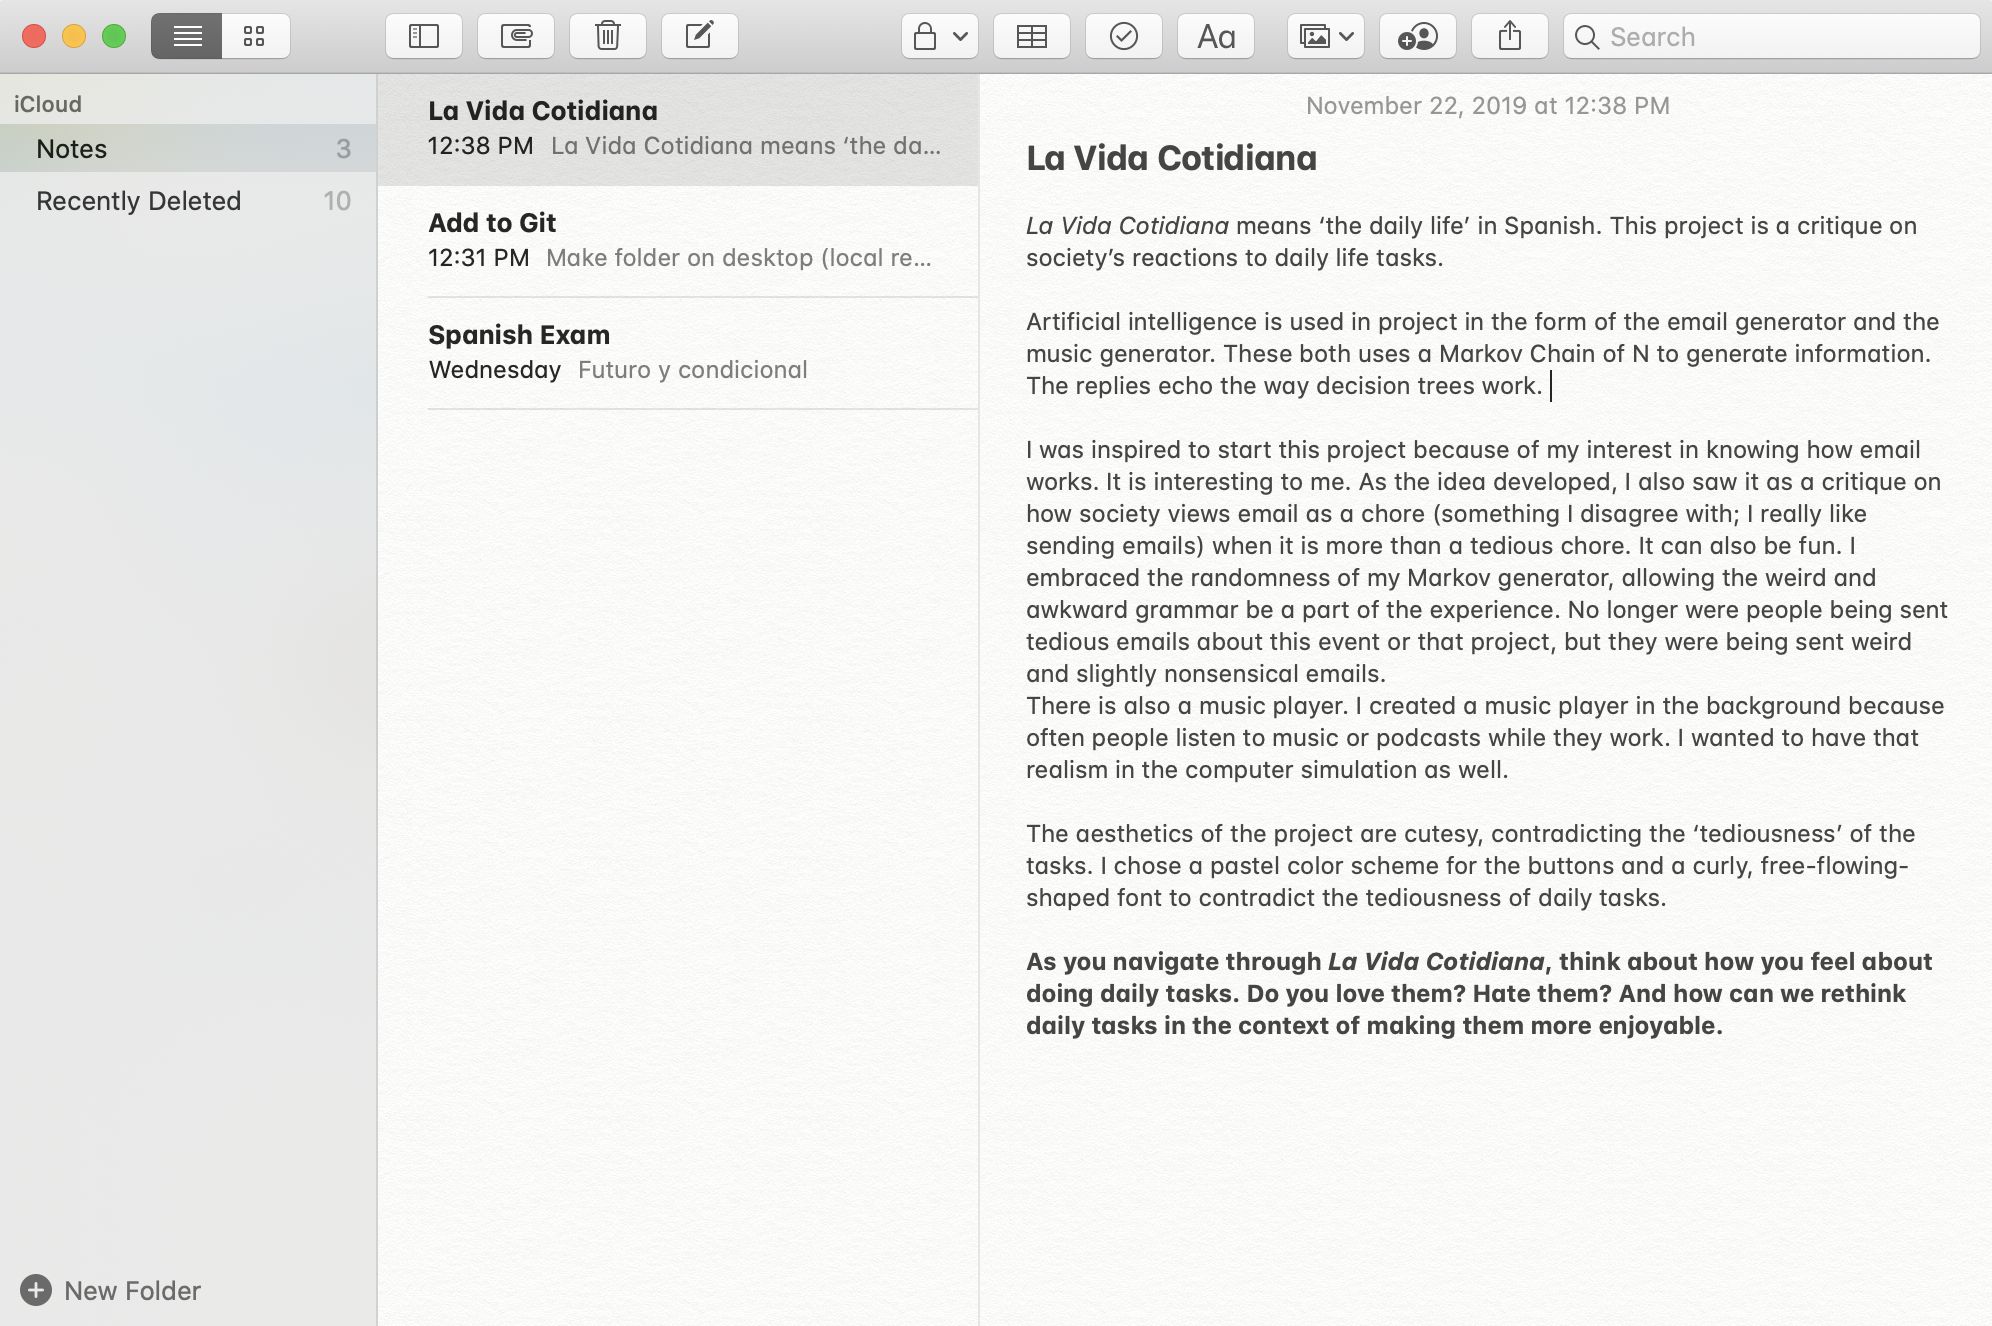 Aa
Search
iCloud
Notes 3
Recently Deleted 10
New Folder
La Vida Cotidiana
12:38 PM La Vida Cotidiana means ‘the da...
Add to Git
12:31 PM Make folder on desktop (local re...
Spanish Exam
Wednesday Futuro y condicional
November 22, 2019 at 12:38 PM
La Vida Cotidiana
La Vida Cotidiana means ‘the daily life’ in Spanish. This project is a critique on
society’s reactions to daily life tasks.
Artificial intelligence is used in project in the form of the email generator and the
music generator. These both uses a Markov Chain of N to generate information.
The replies echo the way decision trees work.
I was inspired to start this project because of my interest in knowing how email
works. It is interesting to me. As the idea developed, I also saw it as a critique on
how society views email as a chore (something I disagree with; I really like
sending emails) when it is more than a tedious chore. It can also be fun. I
embraced the randomness of my Markov generator, allowing the weird and
awkward grammar be a part of the experience. No longer were people being sent
tedious emails about this event or that project, but they were being sent weird
and slightly nonsensical emails.
There is also a music player. I created a music player in the background because
often people listen to music or podcasts while they work. I wanted to have that
realism in the computer simulation as well.
The aesthetics of the project are cutesy, contradicting the ‘tediousness’ of the
tasks. I chose a pastel color scheme for the buttons and a curly, free-flowing-
shaped font to contradict the tediousness of daily tasks.
As you navigate through La Vida Cotidiana, think about how you feel about
doing daily tasks. Do you love them? Hate them? And how can we rethink
daily tasks in the context of making them more enjoyable.